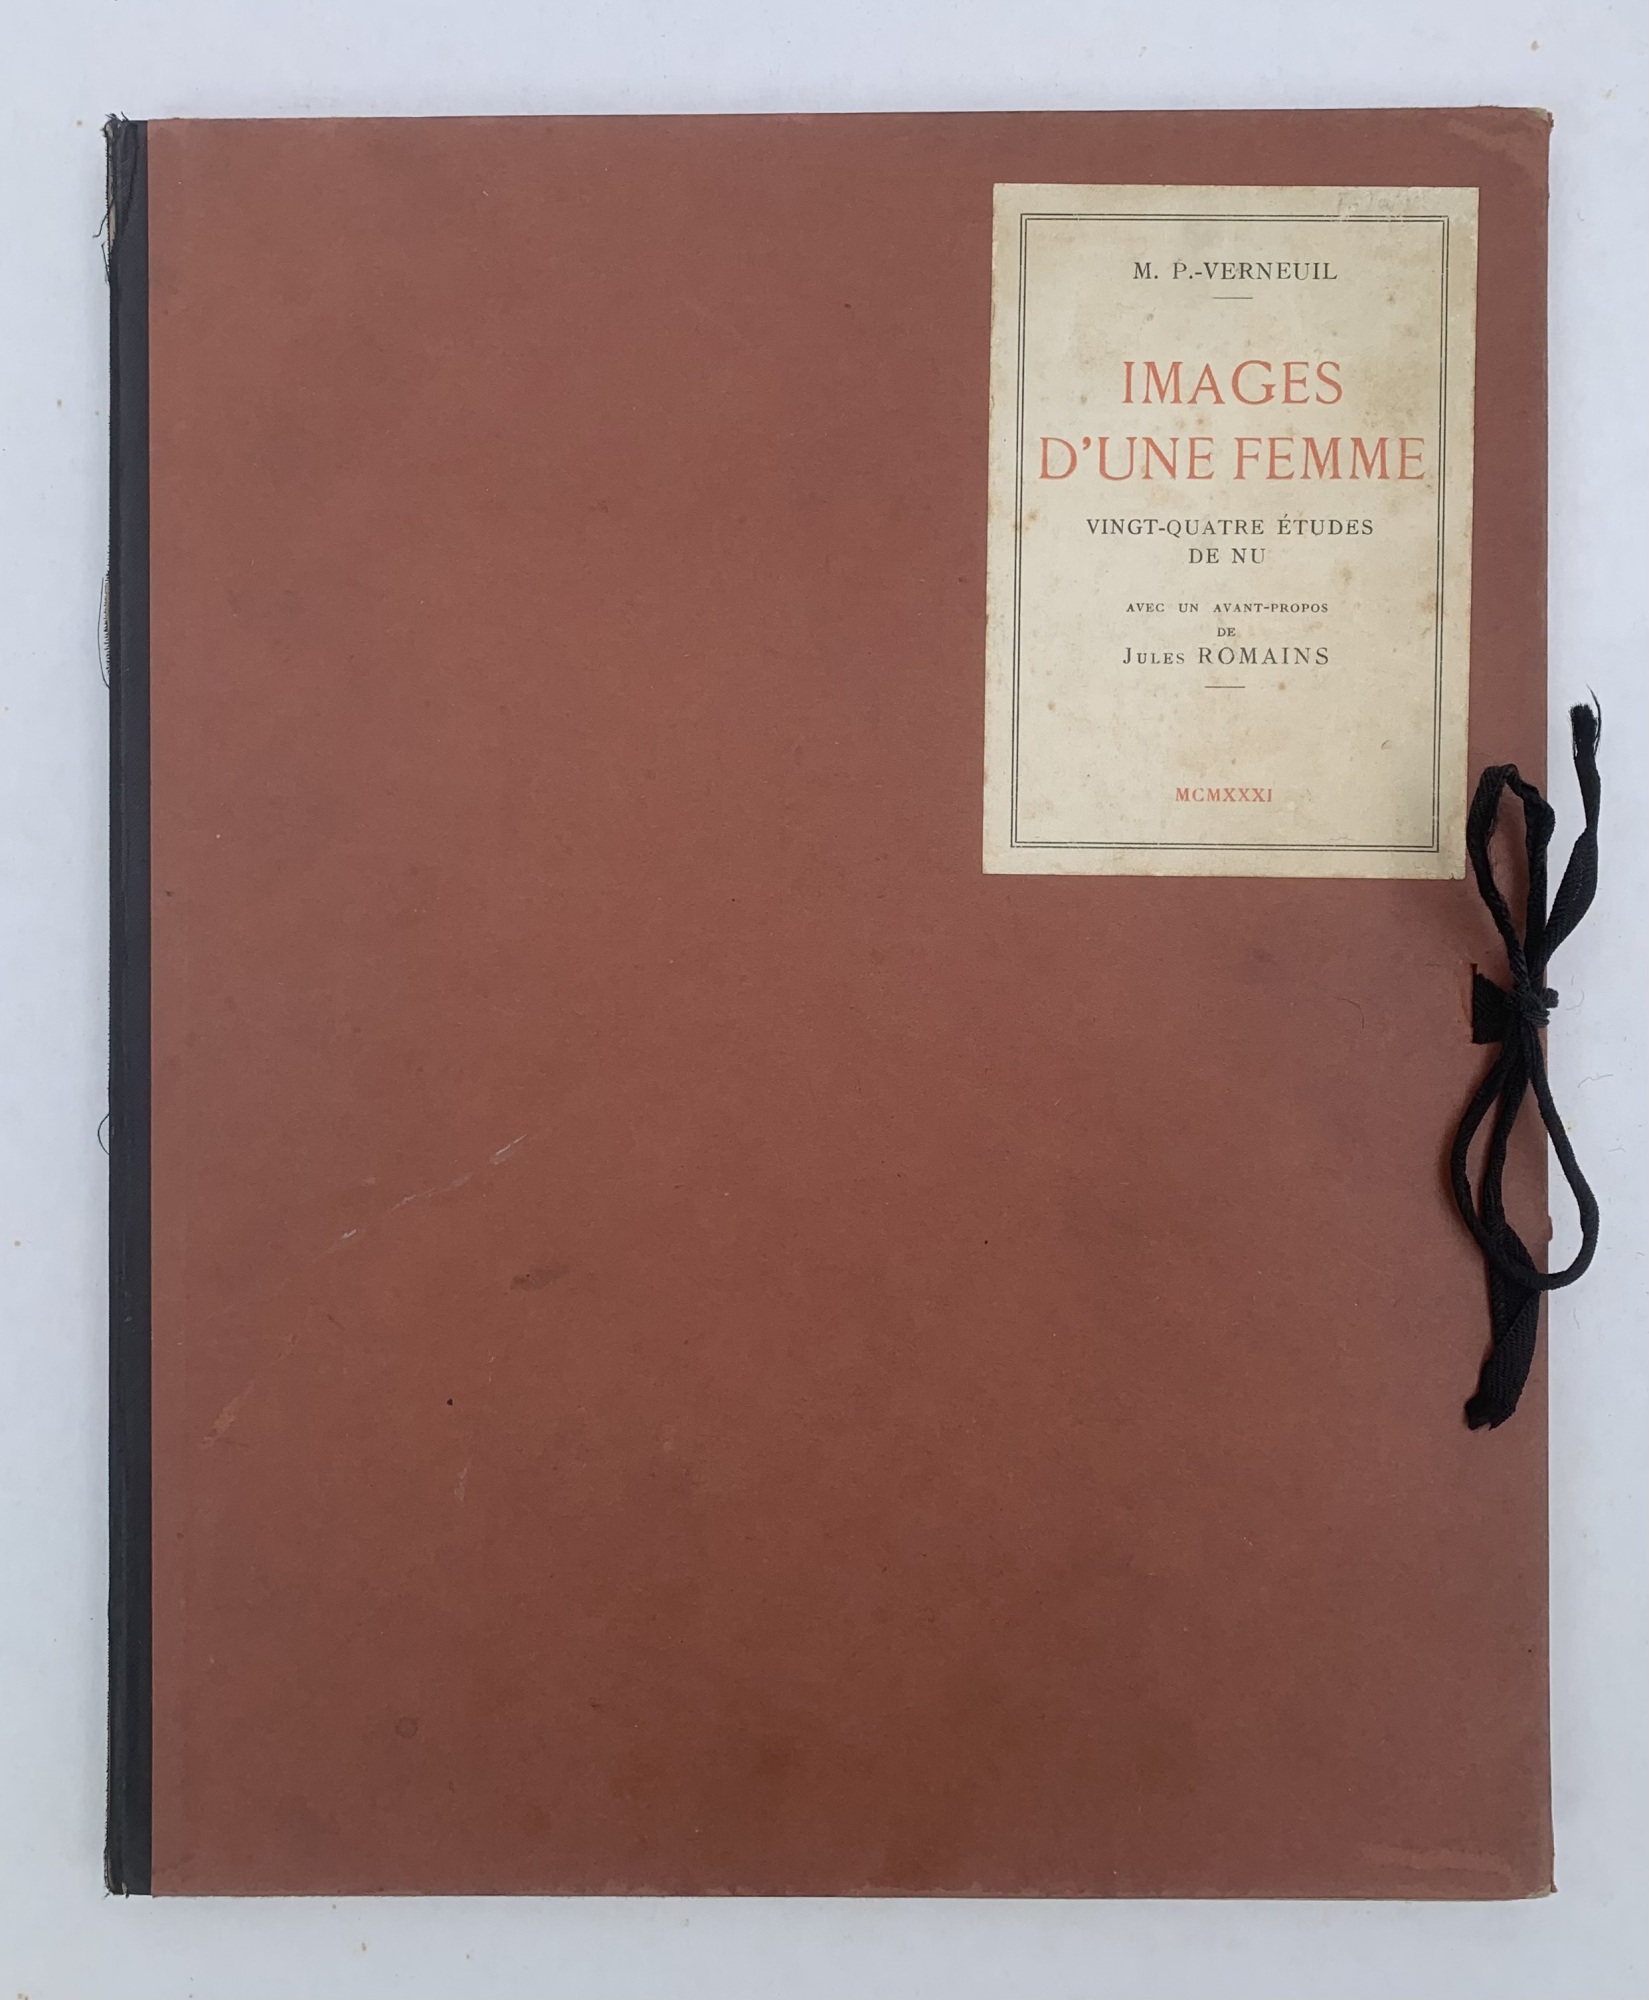 M. P.-VERNEUIL
IMAGES
D'UNE FEMME
VINGT-QUATRE ÉTUDES
DE NU
AVEC UN AVANT-PROPOS
DE
JULES ROMAINS
MCMXXXI